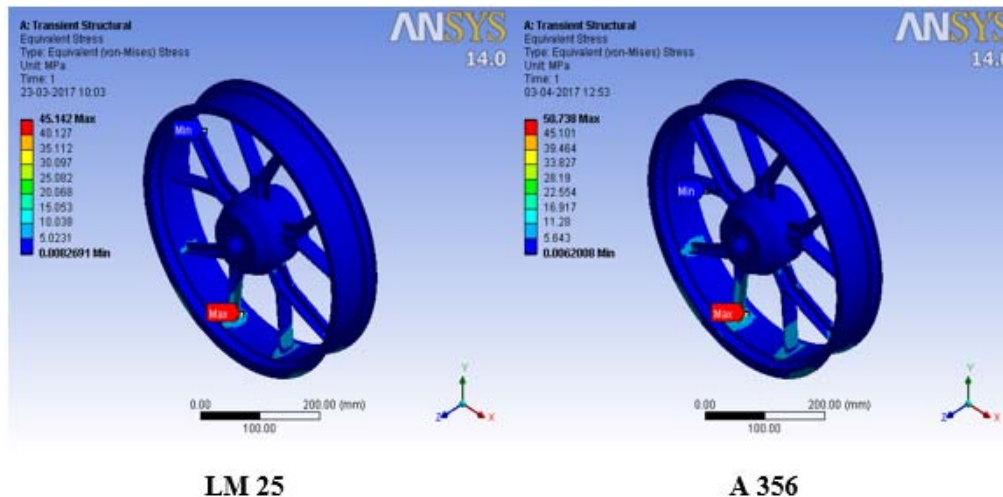 A: Transient Structural
Equivalent Stress
Type: Equivalent (von-Mises) Stress
Unit: MPa
Time: 1
23-03-2017 10:03
ANSYS
14.0
45.142 Max
40.127
35.112
30.097
25.082
20.068
15.053
10.038
5.0231
0.0082691 Min
Min
Max
0.00
200.00 (mm)
100.00
Y
Z
X
LM 25
A: Transient Structural
Equivalent Stress
Type: Equivalent (von-Mises) Stress
Unit: MPa
Time: 1
03-04-2017 12:53
ANSYS
14.0
50.738 Max
45.101
39.464
33.827
28.19
22.554
16.917
11.28
5.643
0.0062008 Min
Min
Max
0.00
200.00 (mm)
100.00
Y
Z
X
A 356